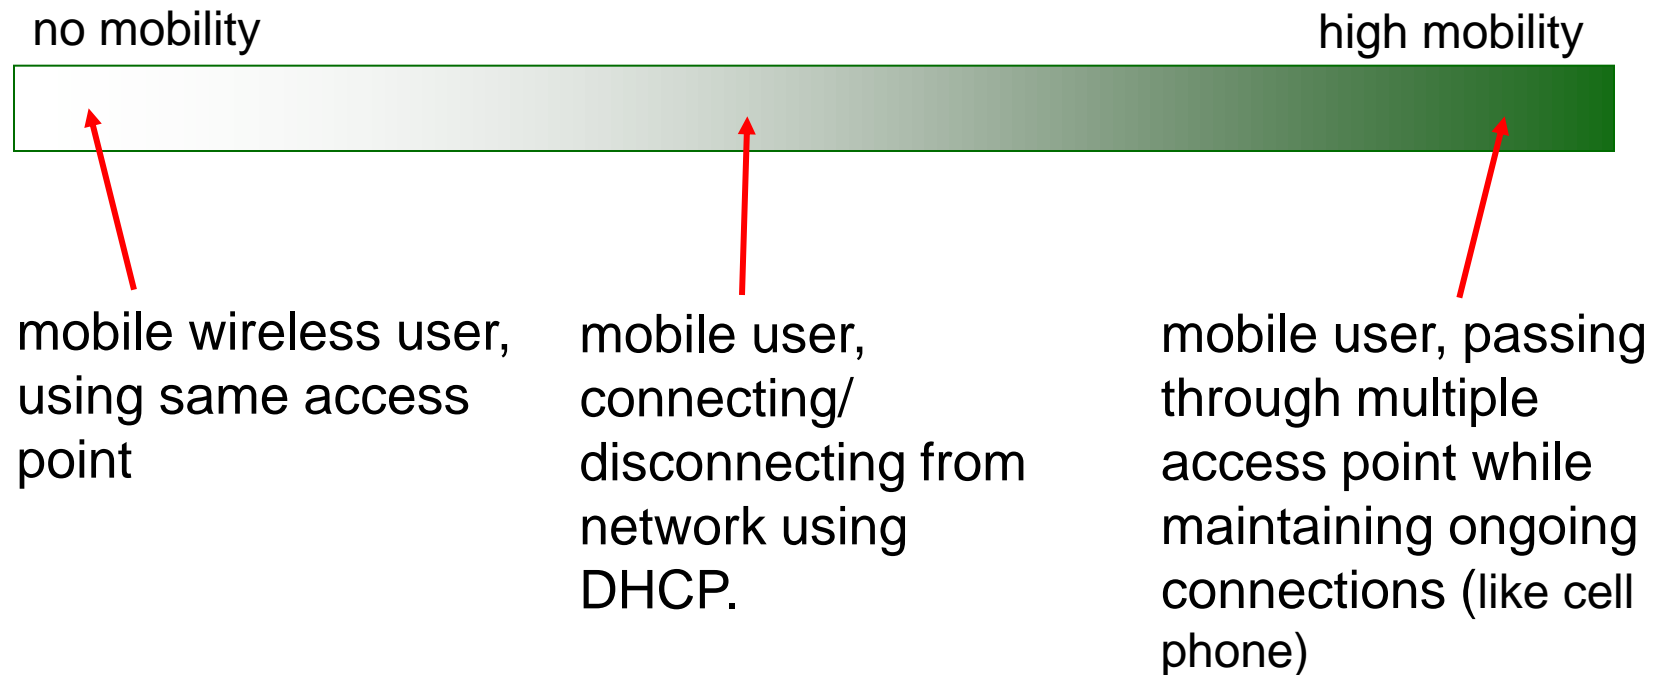 no mobility
high mobility
mobile wireless user,
using same access
point
mobile user,
connecting/
disconnecting from
network using
DHCP.
mobile user, passing
through multiple
access point while
maintaining ongoing
connections (like cell
phone)